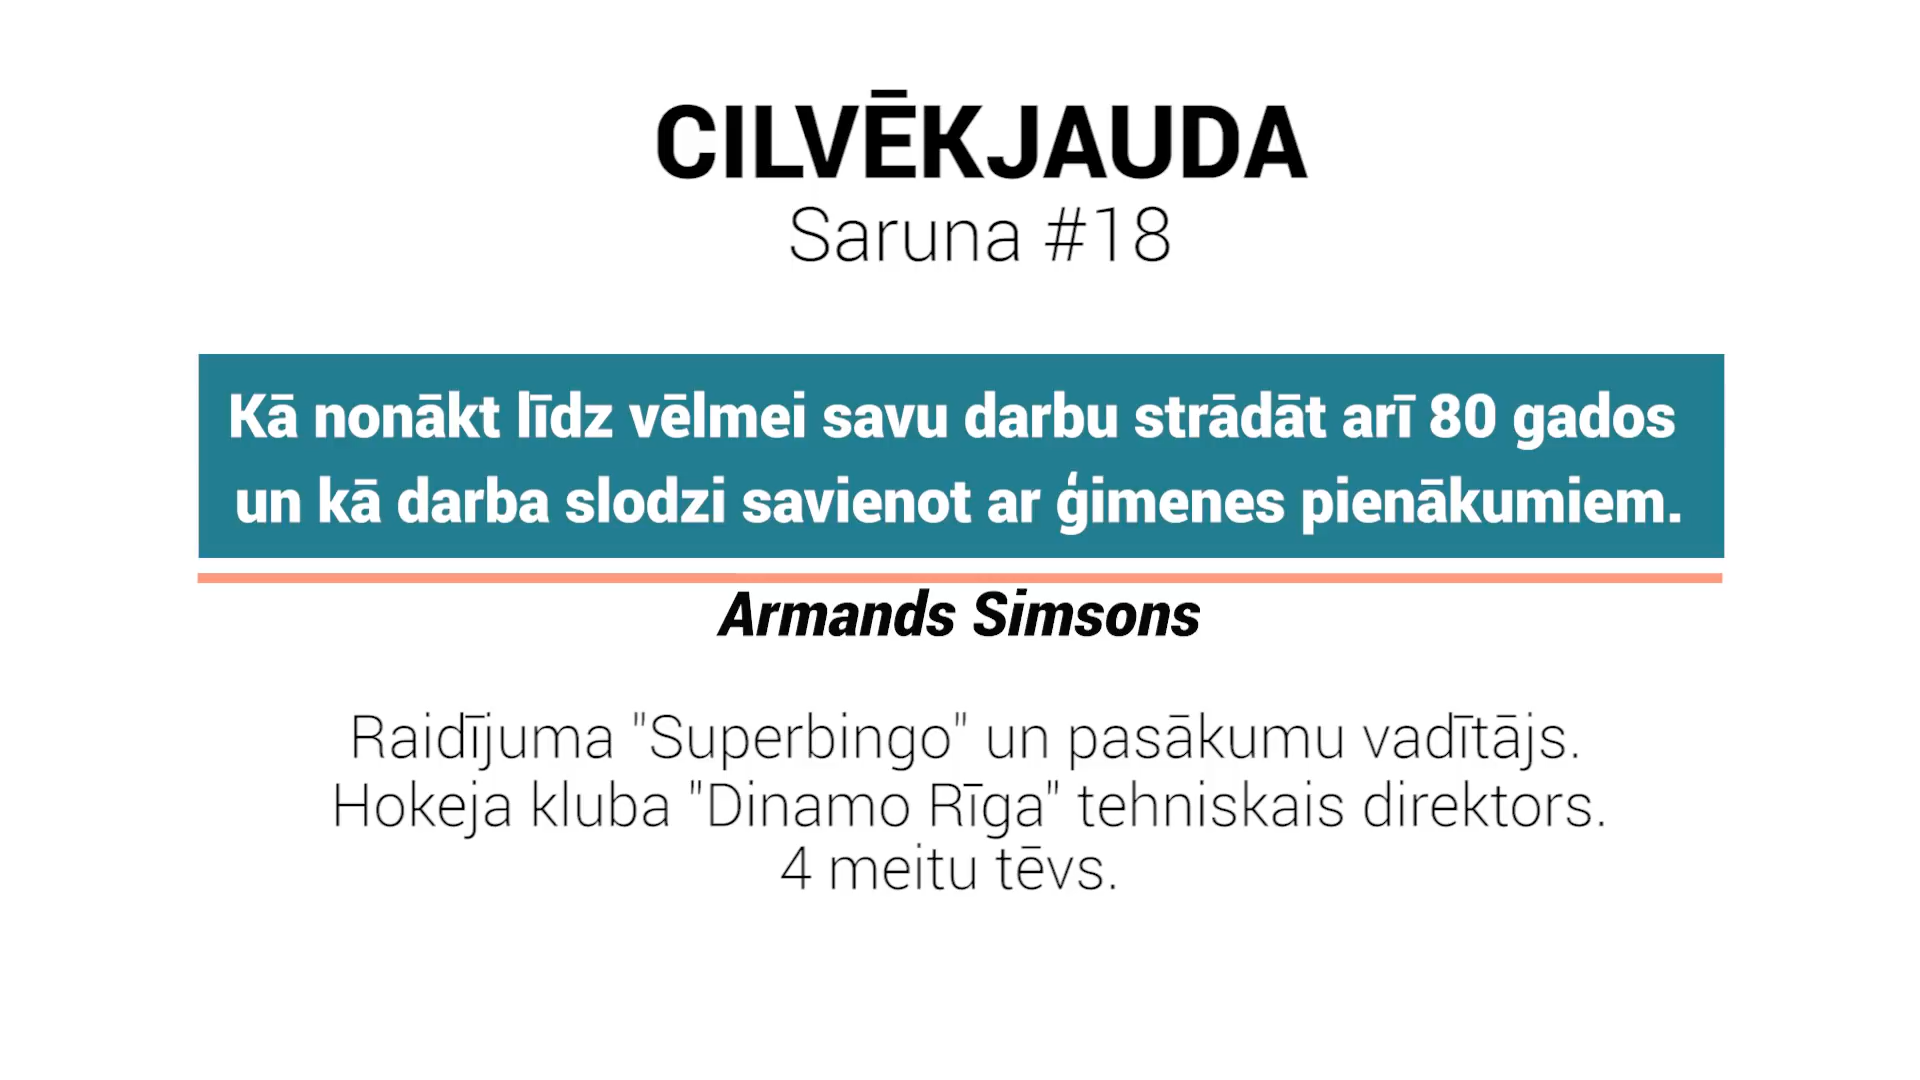 CILVĒKJAUDA
Saruna #18
Kā nonākt līdz vēlmei savu darbu strādāt arī 80 gados
un kā darba slodzi savienot ar ģimenes pienākumiem.
Armands Simsons
Raidījuma "Superbingo" un pasākumu vadītājs.
Hokeja kluba "Dinamo Rīga" tehniskais direktors.
4 meitu tēvs.